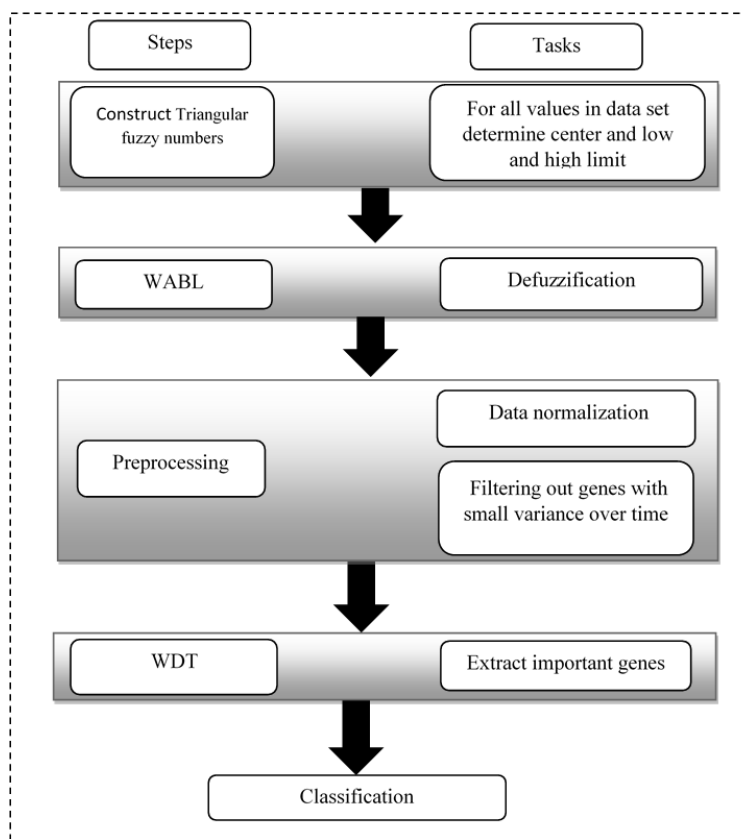 Steps
Tasks
Construct Triangular
fuzzy numbers
For all values in data set
determine center and low
and high limit
WABL
Defuzzification
Preprocessing
Data normalization
Filtering out genes with
small variance over time
WDT
Extract important genes
Classification